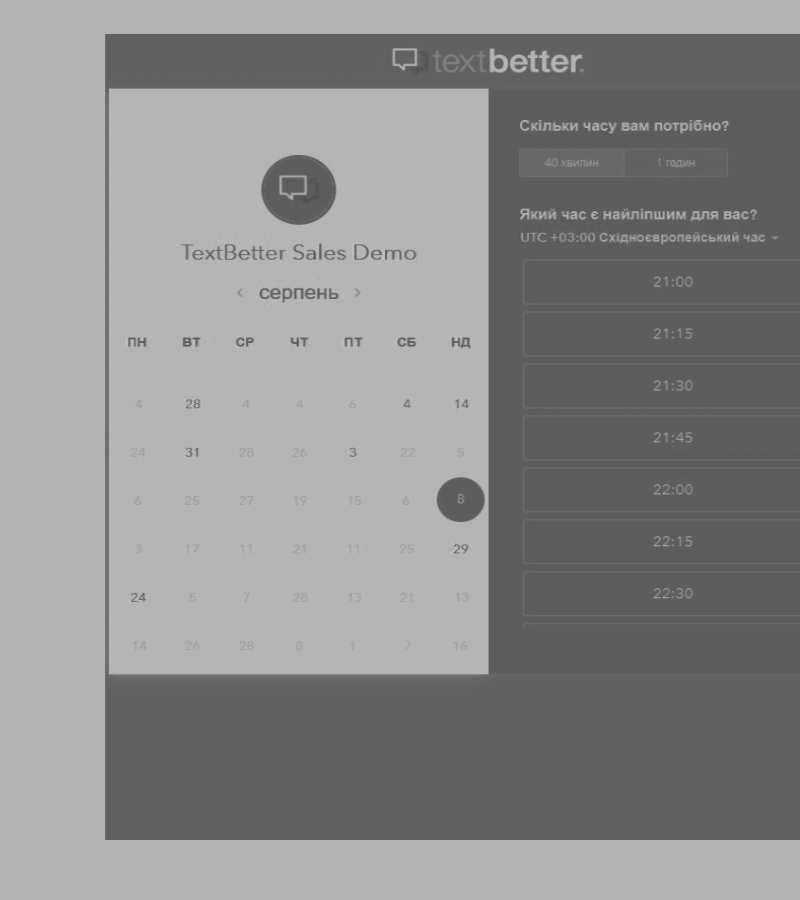 textbetter.
TextBetter Sales Demo
серпень
ПН ВТ СР ЧТ ПТ СБ НД
4 28 4 4 6 4 14
24 31 28 26 3 22 5
6 25 27 19 15 6 8
3 17 11 21 11 25 29
24 5 7 28 13 21 13
14 26 28 8 1 7 16
Скільки часу вам потрібно?
40 хвилин 1 годин
Який час є найліпшим для вас?
UTC +03:00 Східноєвропейський час
21:00
21:15
21:30
21:45
22:00
22:15
22:30